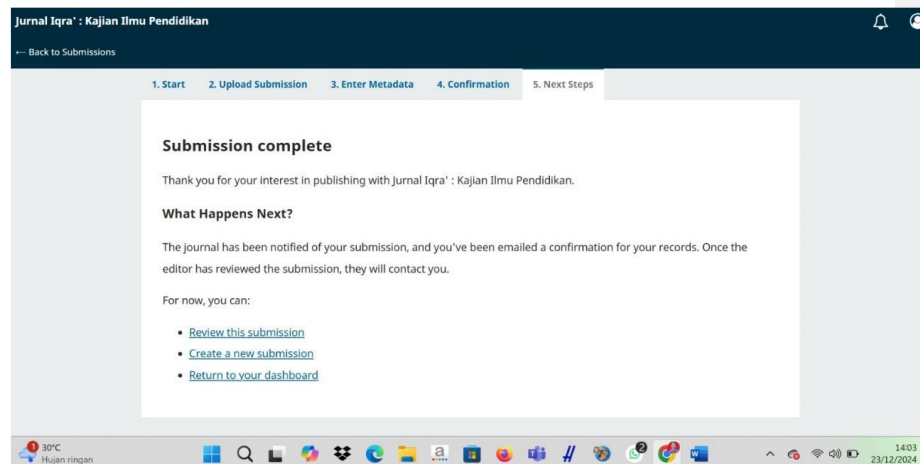 Jurnal Iqra' : Kajian Ilmu Pendidikan
← Back to Submissions
1. Start 2. Upload Submission 3. Enter Metadata 4. Confirmation 5. Next Steps
Submission complete
Thank you for your interest in publishing with Jurnal Iqra' : Kajian Ilmu Pendidikan.
What Happens Next?
The journal has been notified of your submission, and you've been emailed a confirmation for your records. Once the
editor has reviewed the submission, they will contact you.
For now, you can:
• Review this submission
• Create a new submission
• Return to your dashboard
1 30°C
Hujan ringan
a
2
14:03
23/12/2024